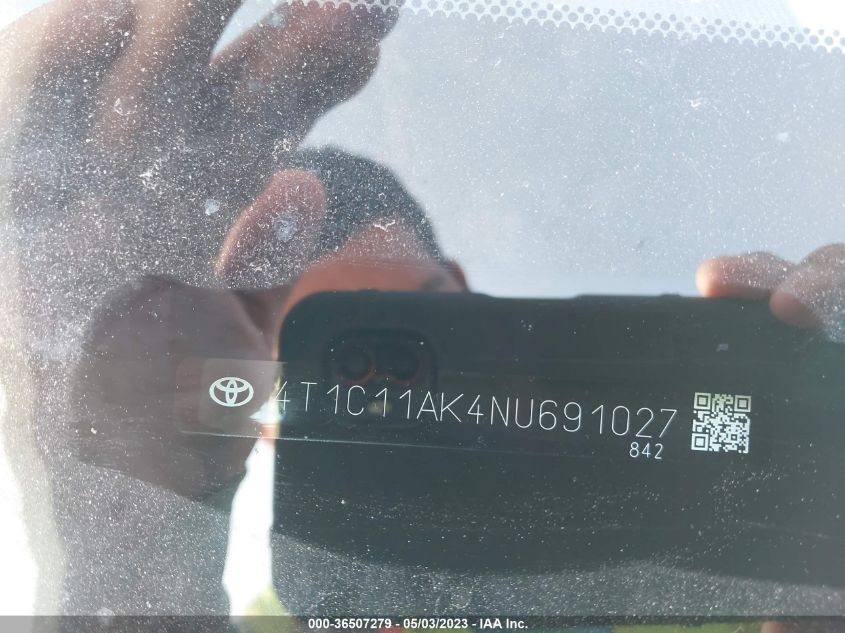 4T1C11AK4NU691027
842
000-36507279 - 05/03/2023 - IAA Inc.